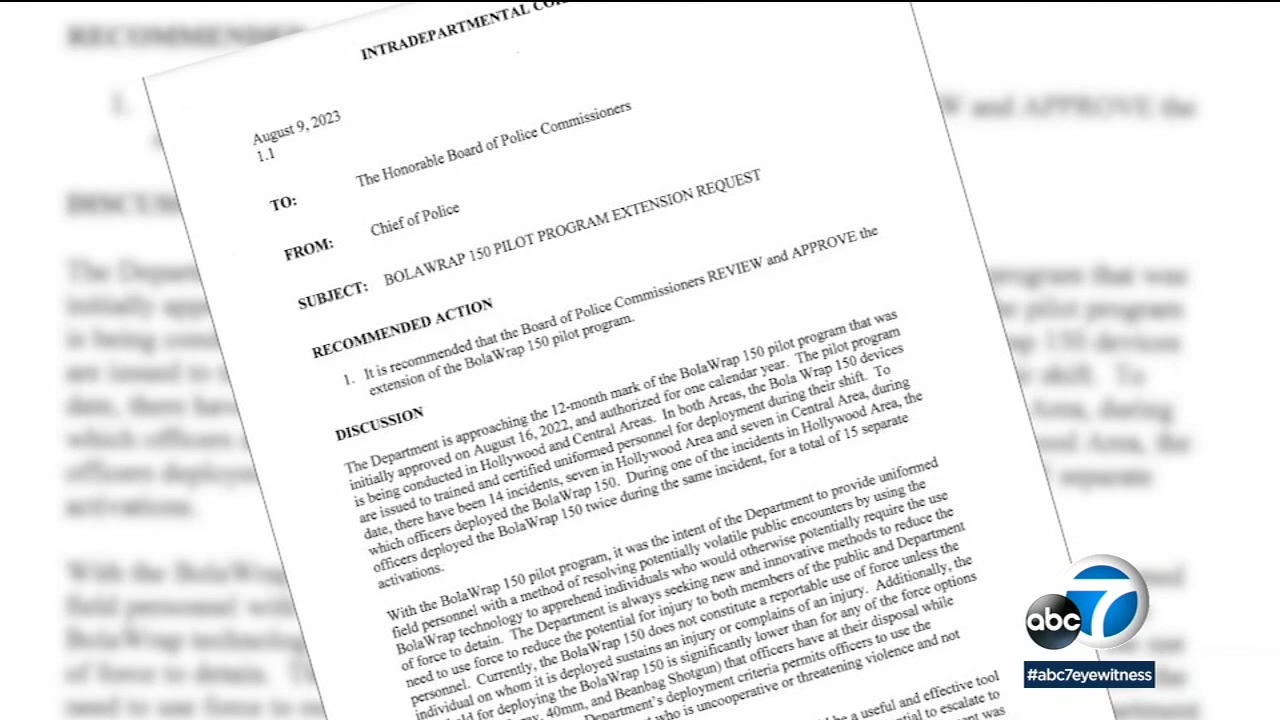 INTRADEPARTMENTAL
August 9, 2023
1.1
TO: The Honorable Board of Police Commissioners
FROM: Chief of Police
SUBJECT: BOLAWRAP 150 PILOT PROGRAM EXTENSION REQUEST
RECOMMENDED ACTION
1. It is recommended that the Board of Police Commissioners REVIEW and APPROVE the
extension of the BolaWrap 150 pilot program.
DISCUSSION
The Department is approaching the 12-month mark of the BolaWrap 150 pilot program that was
initially approved on August 16, 2022, and authorized for one calendar year. The pilot program
is being conducted in Hollywood and Central Areas. In both Areas, the Bola Wrap 150 devices
are issued to trained and certified uniformed personnel for deployment during their shift. To
date, there have been 14 incidents, seven in Hollywood Area and seven in Central Area, during
which officers deployed the BolaWrap 150. During one of the incidents in Hollywood Area, the
officers deployed the BolaWrap 150 twice during the same incident, for a total of 15 separate
activations.
With the BolaWrap 150 pilot program, it was the intent of the Department to provide uniformed
field personnel with a method of resolving potentially volatile public encounters by using the
BolaWrap technology to apprehend individuals who would otherwise potentially require the use
of force to detain. The Department is always seeking new and innovative methods to reduce the
need to use force to reduce the potential for injury to both members of the public and Department
personnel. Currently, the BolaWrap 150 does not constitute a reportable use of force unless the
individual on whom it is deployed sustains an injury or complains of an injury. Additionally, the
for deploying the BolaWrap 150 is significantly lower than for any of the force options
40mm, and Beanbag Shotgun) that officers have at their disposal while
Department's deployment criteria permits officers to use the
who is uncooperative or threatening violence and not
be a useful and effective tool
to escalate to
was
abc 7
#abc7eyewitness